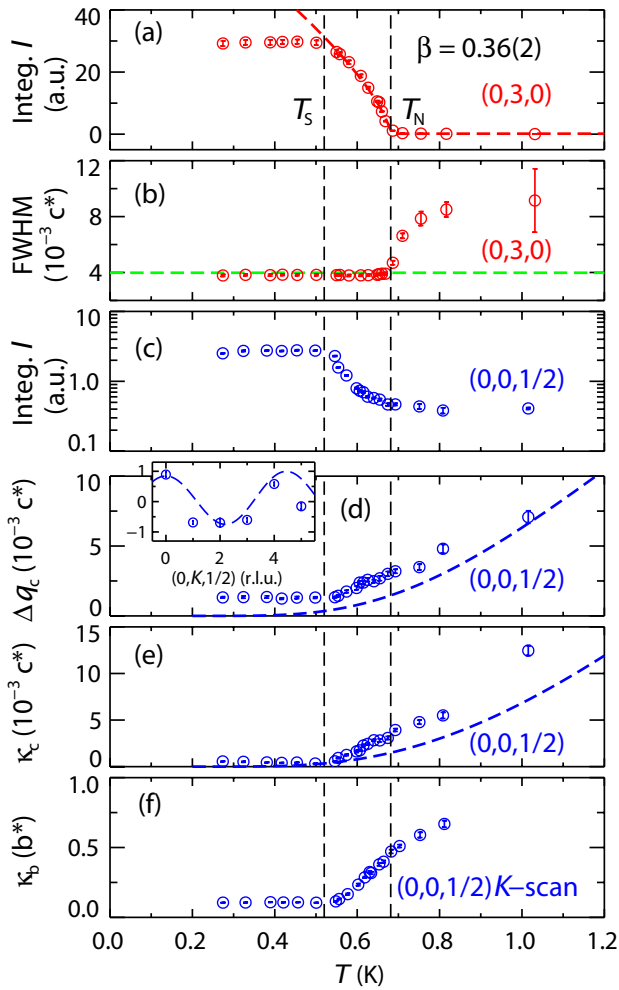 Integ. I (a.u.)
40
20
0
(a)
β = 0.36(2)
(0,3,0)
T_S
T_N
FWHM (10⁻³ c*)
12
8
4
0
(b)
(0,3,0)
Integ. I (a.u.)
10
1.0
0.1
(c)
(0,0,1/2)
1
0
−1
0 2 4
(0,K,1/2) (r.l.u.)
Δq_c (10⁻³ c*)
10
5
0
(d)
(0,0,1/2)
κ_c (10⁻³ c*)
15
10
5
0
(e)
(0,0,1/2)
κ_b (b*)
1.0
0.5
0.0
(f)
(0,0,1/2)K−scan
0.0 0.2 0.4 0.6 0.8 1.0 1.2
T (K)